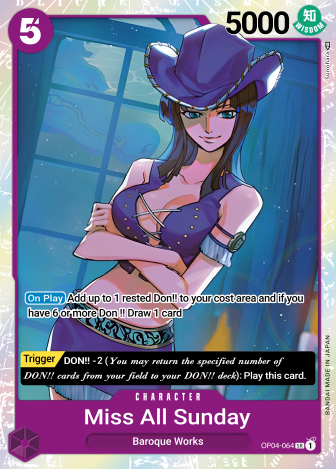 5
5000
知
WISDOM
Sunohara
On Play Add up to 1 rested Don!! to your cost area and if you
have 6 or more Don !! Draw 1 card
Trigger DON!! -2 (You may return the specified number of
DON!! cards from your field to your DON!! deck): Play this card.
CHARACTER
Miss All Sunday
Baroque Works
OP04-064 SR 1
BANDAI MADE IN JAPAN